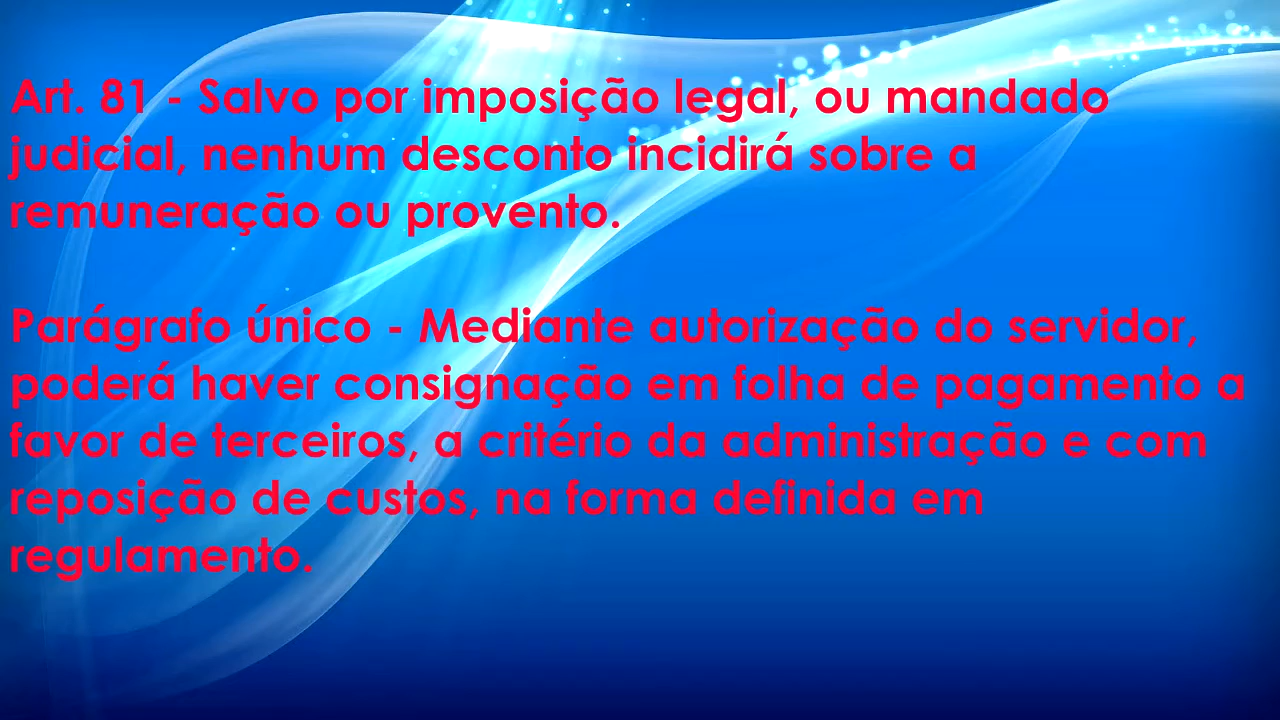 Art. 81 - Salvo por imposição legal, ou mandado
judicial, nenhum desconto incidirá sobre a
remuneração ou provento.
Parágrafo único - Mediante autorização do servidor,
poderá haver consignação em folha de pagamento a
favor de terceiros, a critério da administração e com
reposição de custos, na forma definida em
regulamento.